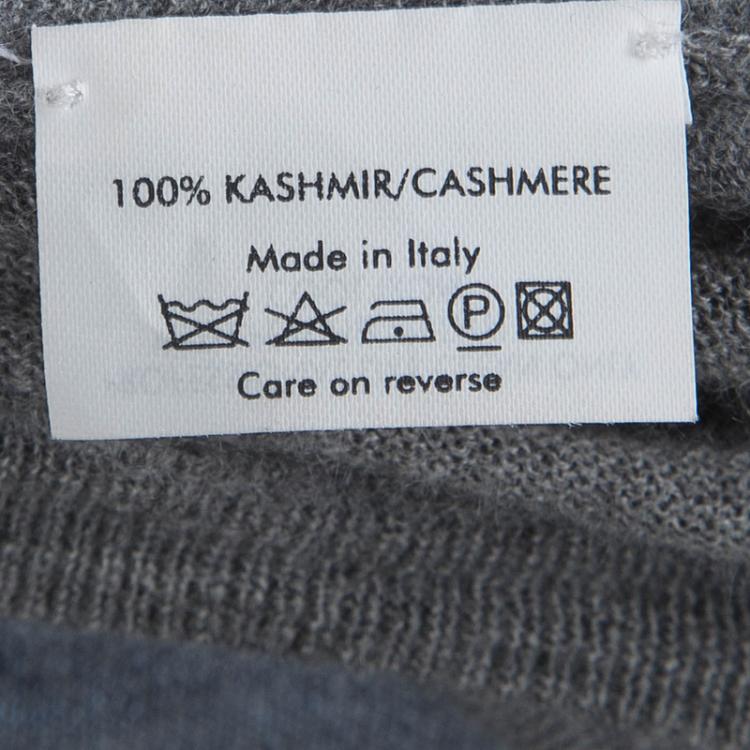 100% KASHMIR/CASHMERE
Made in Italy
P
Care on reverse